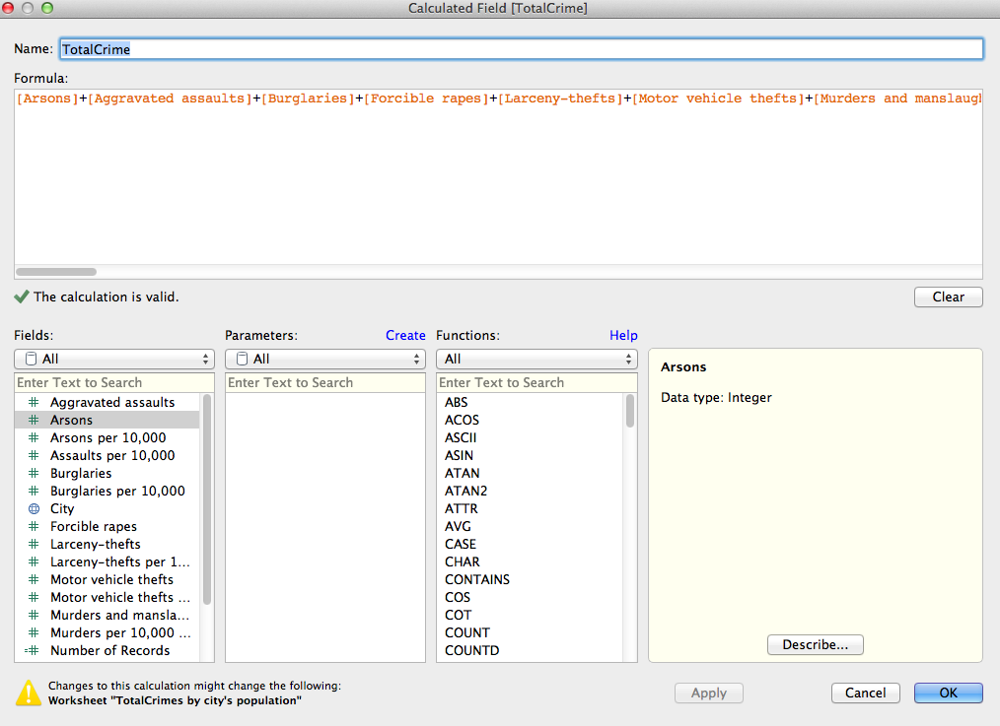 Calculated Field [TotalCrime]
Name: TotalCrime
Formula:
[Arsons]+[Aggravated assaults]+[Burglaries]+[Forcible rapes]+[Larceny-thefts]+[Motor vehicle thefts]+[Murders and manslaugh
The calculation is valid.
Clear
Fields:
Parameters: Create
Functions: Help
All
All
All
Enter Text to Search
Enter Text to Search
Enter Text to Search
Aggravated assaults
Arsons
Arsons per 10,000
Assaults per 10,000
Burglaries
Burglaries per 10,000
City
Forcible rapes
Larceny-thefts
Larceny-thefts per 1...
Motor vehicle thefts
Motor vehicle thefts ...
Murders and mansla...
Murders per 10,000 ...
Number of Records
ABS
ACOS
ASCII
ASIN
ATAN
ATAN2
ATTR
AVG
CASE
CHAR
CONTAINS
COS
COT
COUNT
COUNTD
Arsons
Data type: Integer
Describe...
Changes to this calculation might change the following:
Worksheet "TotalCrimes by city's population"
Apply
Cancel
OK